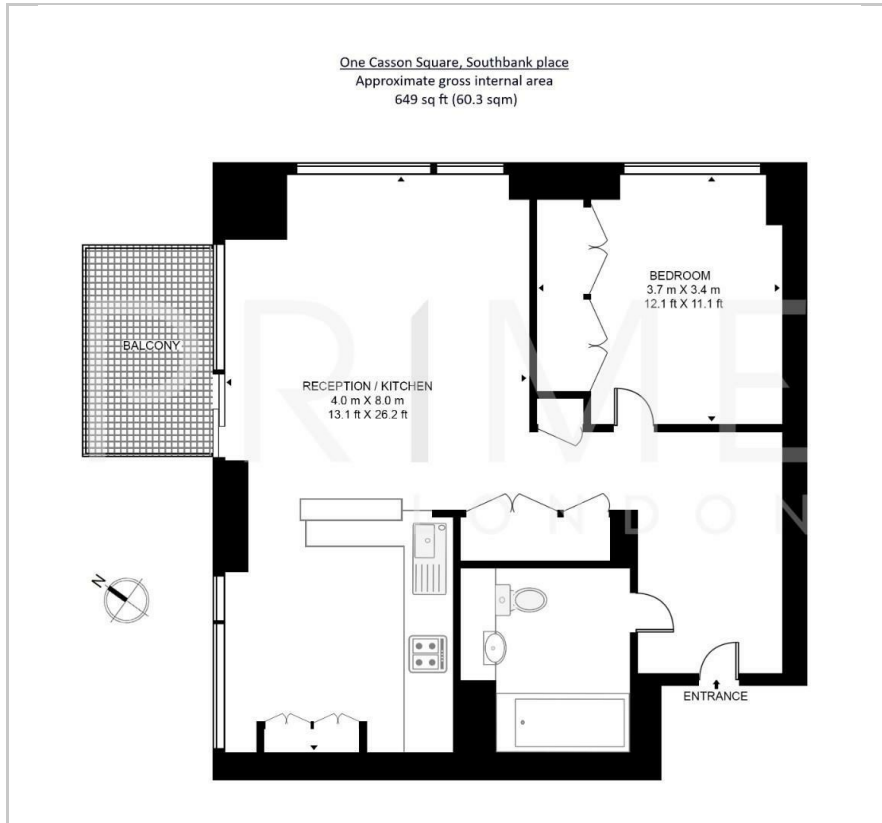 One Casson Square, Southbank place
Approximate gross internal area
649 sq ft (60.3 sqm)
BEDROOM
3.7 m X 3.4 m
12.1 ft X 11.1 ft
BALCONY
RECEPTION / KITCHEN
4.0 m X 8.0 m
13.1 ft X 26.2 ft
PRIME
LONDON
N
ENTRANCE